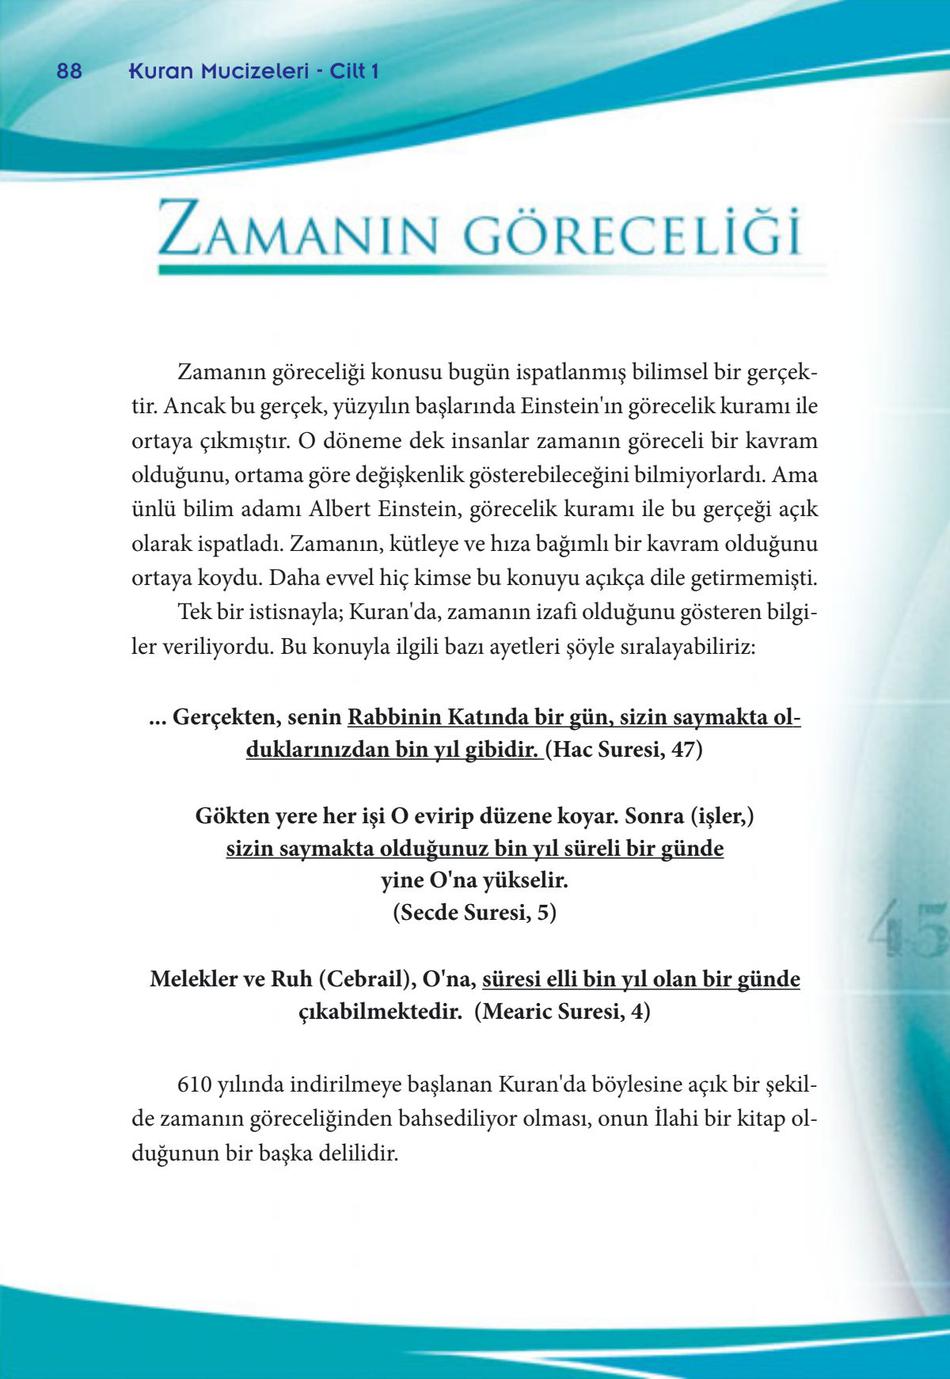 88 Kuran Mucizeleri - Cilt 1
ZAMANIN GÖRECELİĞİ
Zamanın göreceliği konusu bugün ispatlanmış bilimsel bir gerçek-
tir. Ancak bu gerçek, yüzyılın başlarında Einstein'ın görecelik kuramı ile
ortaya çıkmıştır. O döneme dek insanlar zamanın göreceli bir kavram
olduğunu, ortama göre değişkenlik gösterebileceğini bilmiyorlardı. Ama
ünlü bilim adamı Albert Einstein, görecelik kuramı ile bu gerçeği açık
olarak ispatladı. Zamanın, kütleye ve hıza bağımlı bir kavram olduğunu
ortaya koydu. Daha evvel hiç kimse bu konuyu açıkça dile getirmemişti.
Tek bir istisnayla; Kuran'da, zamanın izafi olduğunu gösteren bilgi-
ler veriliyordu. Bu konuyla ilgili bazı ayetleri şöyle sıralayabiliriz:
... Gerçekten, senin Rabbinin Katında bir gün, sizin saymakta ol-
duklarınızdan bin yıl gibidir. (Hac Suresi, 47)
Gökten yere her işi O evirip düzene koyar. Sonra (işler,)
sizin saymakta olduğunuz bin yıl süreli bir günde
yine O'na yükselir.
(Secde Suresi, 5)
Melekler ve Ruh (Cebrail), O'na, süresi elli bin yıl olan bir günde
çıkabilmektedir. (Mearic Suresi, 4)
610 yılında indirilmeye başlanan Kuran'da böylesine açık bir şekil-
de zamanın göreceliğinden bahsediliyor olması, onun İlahi bir kitap ol-
duğunun bir başka delilidir.
45